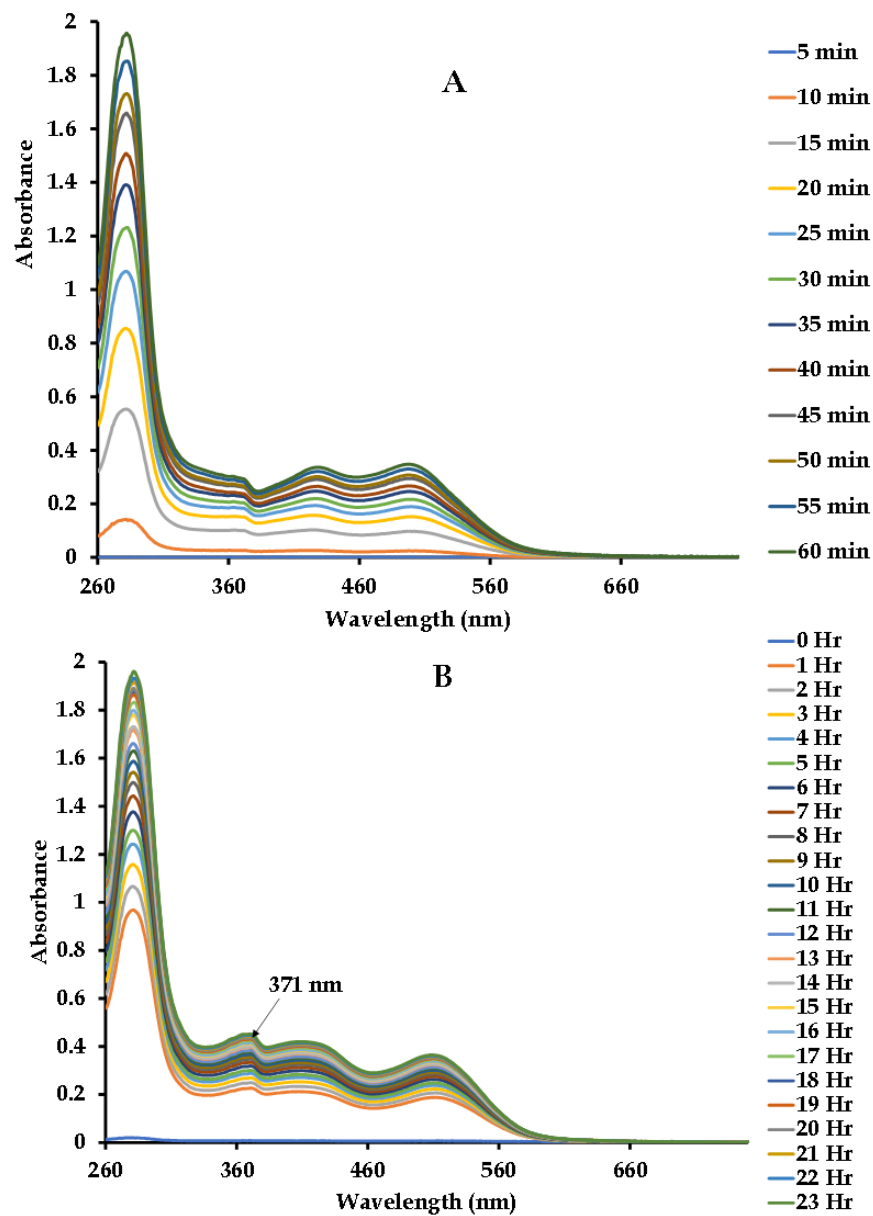 A
2
1.8
1.6
1.4
1.2
1
0.8
0.6
0.4
0.2
0
Absorbance
260
360
460
560
660
Wavelength (nm)
5 min
10 min
15 min
20 min
25 min
30 min
35 min
40 min
45 min
50 min
55 min
60 min
B
2
1.8
1.6
1.4
1.2
1
0.8
0.6
0.4
0.2
0
Absorbance
371 nm
260
360
460
560
660
Wavelength (nm)
0 Hr
1 Hr
2 Hr
3 Hr
4 Hr
5 Hr
6 Hr
7 Hr
8 Hr
9 Hr
10 Hr
11 Hr
12 Hr
13 Hr
14 Hr
15 Hr
16 Hr
17 Hr
18 Hr
19 Hr
20 Hr
21 Hr
22 Hr
23 Hr